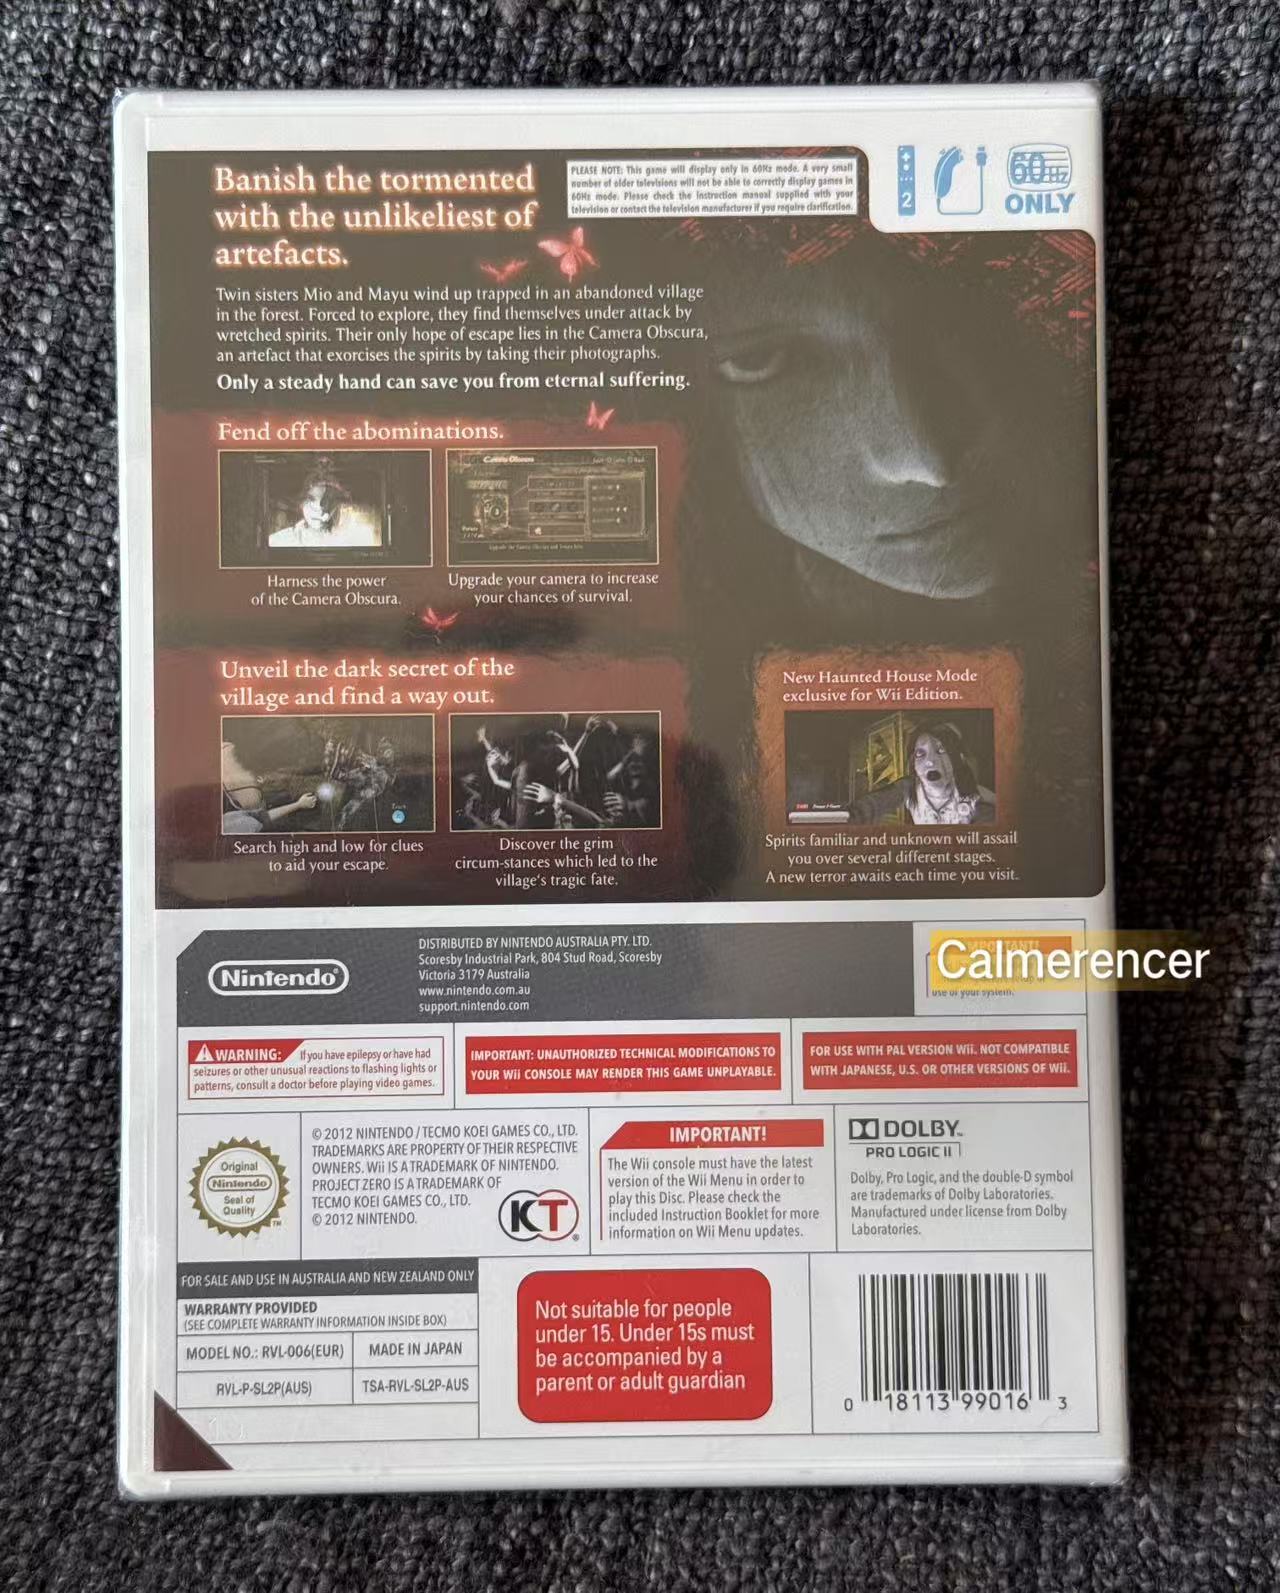 Banish the tormented
with the unlikeliest of
artefacts.
PLEASE NOTE: This game will display only in 60Hz mode. A very small
number of older televisions will not be able to correctly display games in
60Hz mode. Please check the instruction manual supplied with your
television or contact the television manufacturer if you require clarification.
2
60Hz
ONLY
Twin sisters Mio and Mayu wind up trapped in an abandoned village
in the forest. Forced to explore, they find themselves under attack by
wretched spirits. Their only hope of escape lies in the Camera Obscura,
an artefact that exorcises the spirits by taking their photographs.
Only a steady hand can save you from eternal suffering.
Fend off the abominations.
Camera Obscura
Harness the power
of the Camera Obscura.
Upgrade your camera to increase
your chances of survival.
Unveil the dark secret of the
village and find a way out.
Search high and low for clues
to aid your escape.
Discover the grim
circum-stances which led to the
village's tragic fate.
New Haunted House Mode
exclusive for Wii Edition.
Spirits familiar and unknown will assail
you over several different stages.
A new terror awaits each time you visit.
Nintendo®
DISTRIBUTED BY NINTENDO AUSTRALIA PTY. LTD.
Scoresby Industrial Park, 804 Stud Road, Scoresby
Victoria 3179 Australia
www.nintendo.com.au
support.nintendo.com
Calmerencer
use of your system.
WARNING: If you have epilepsy or have had
seizures or other unusual reactions to flashing lights or
patterns, consult a doctor before playing video games.
IMPORTANT: UNAUTHORIZED TECHNICAL MODIFICATIONS TO
YOUR Wii CONSOLE MAY RENDER THIS GAME UNPLAYABLE.
FOR USE WITH PAL VERSION Wii. NOT COMPATIBLE
WITH JAPANESE, U.S. OR OTHER VERSIONS OF Wii.
Original
Nintendo
Seal of
Quality
TM
© 2012 NINTENDO / TECMO KOEI GAMES CO., LTD.
TRADEMARKS ARE PROPERTY OF THEIR RESPECTIVE
OWNERS. Wii IS A TRADEMARK OF NINTENDO.
PROJECT ZERO IS A TRADEMARK OF
TECMO KOEI GAMES CO., LTD.
© 2012 NINTENDO.
KT®
IMPORTANT!
The Wii console must have the latest
version of the Wii Menu in order to
play this Disc. Please check the
included Instruction Booklet for more
information on Wii Menu updates.
DOLBY™
PRO LOGIC II
Dolby, Pro Logic, and the double-D symbol
are trademarks of Dolby Laboratories.
Manufactured under license from Dolby
Laboratories.
FOR SALE AND USE IN AUSTRALIA AND NEW ZEALAND ONLY
WARRANTY PROVIDED
(SEE COMPLETE WARRANTY INFORMATION INSIDE BOX)
MODEL NO.: RVL-006(EUR)
MADE IN JAPAN
RVL-P-SL2P(AUS)
TSA-RVL-SL2P-AUS
Not suitable for people
under 15. Under 15s must
be accompanied by a
parent or adult guardian
0 18113 99016 3